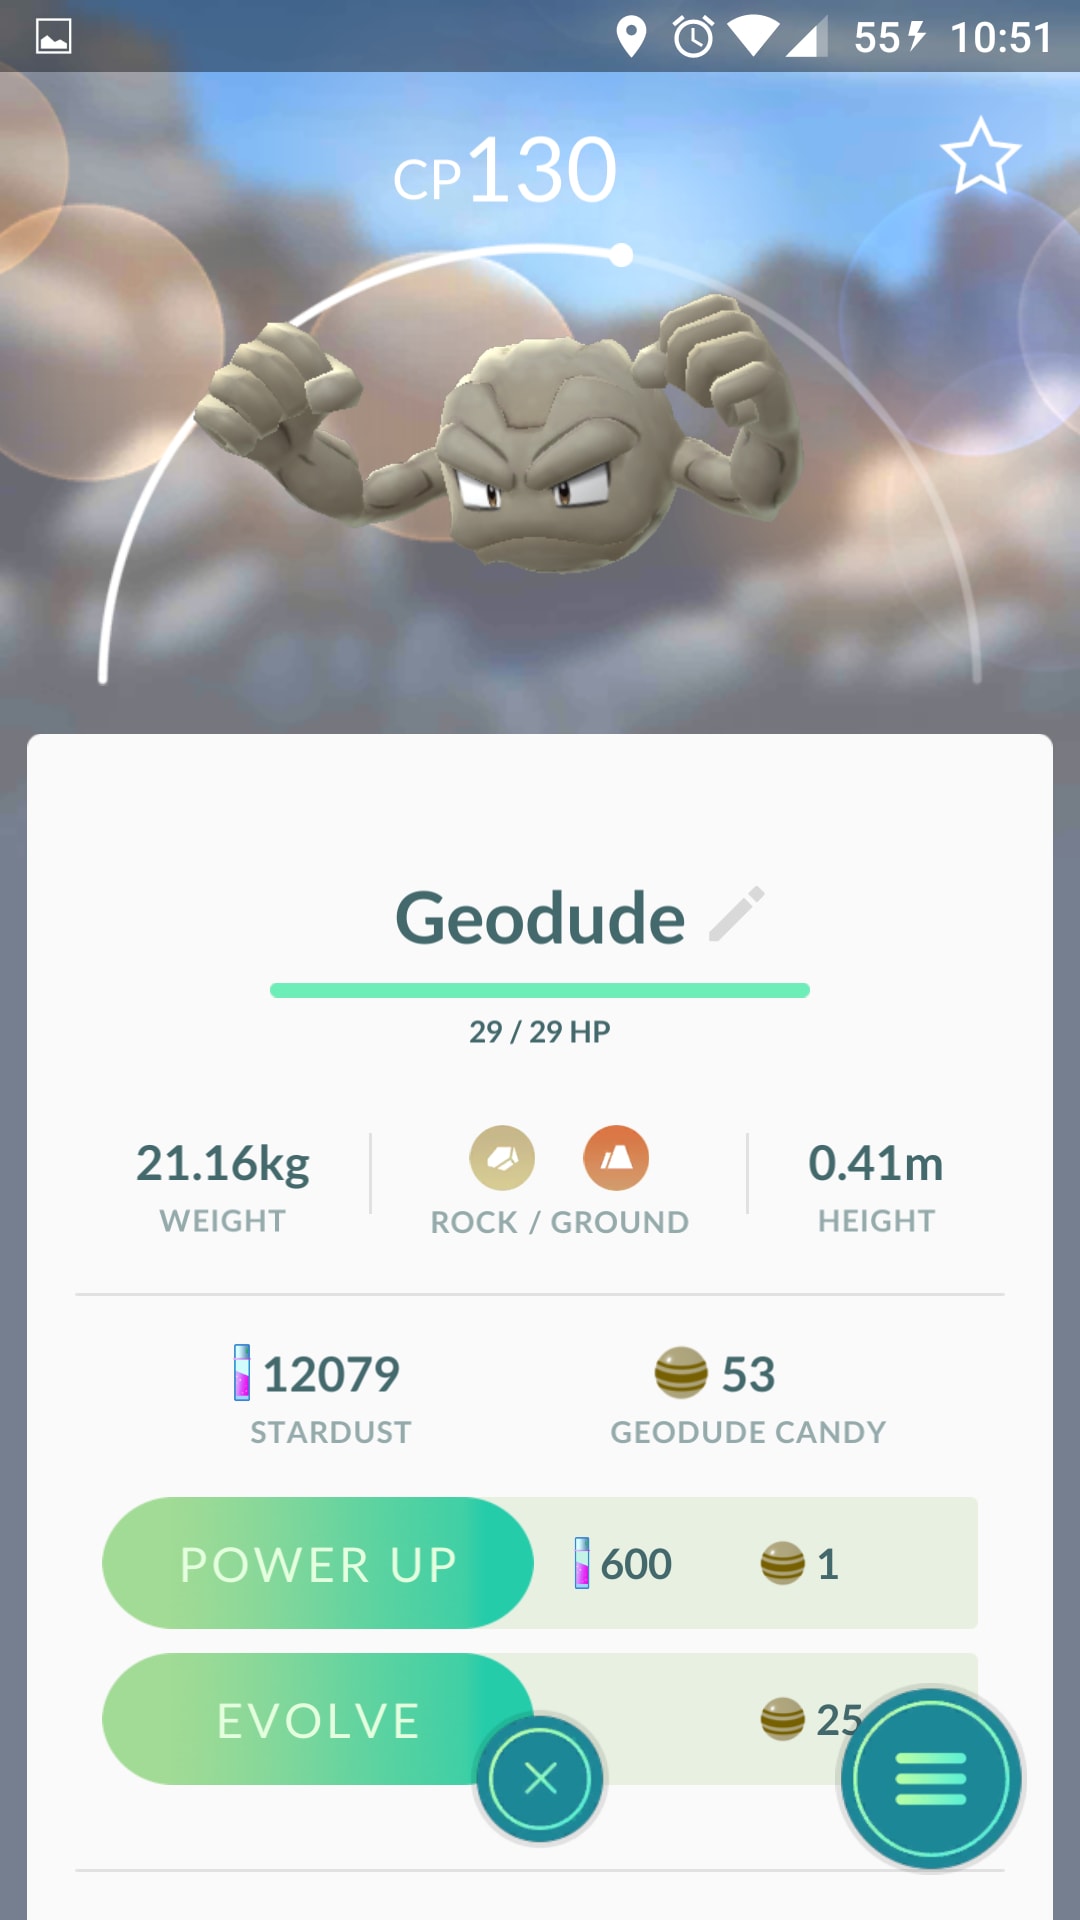 55 10:51
CP130
Geodude
29 / 29 HP
21.16kg
WEIGHT
ROCK / GROUND
0.41m
HEIGHT
12079
STARDUST
53
GEODUDE CANDY
POWER UP 600 1
EVOLVE 25